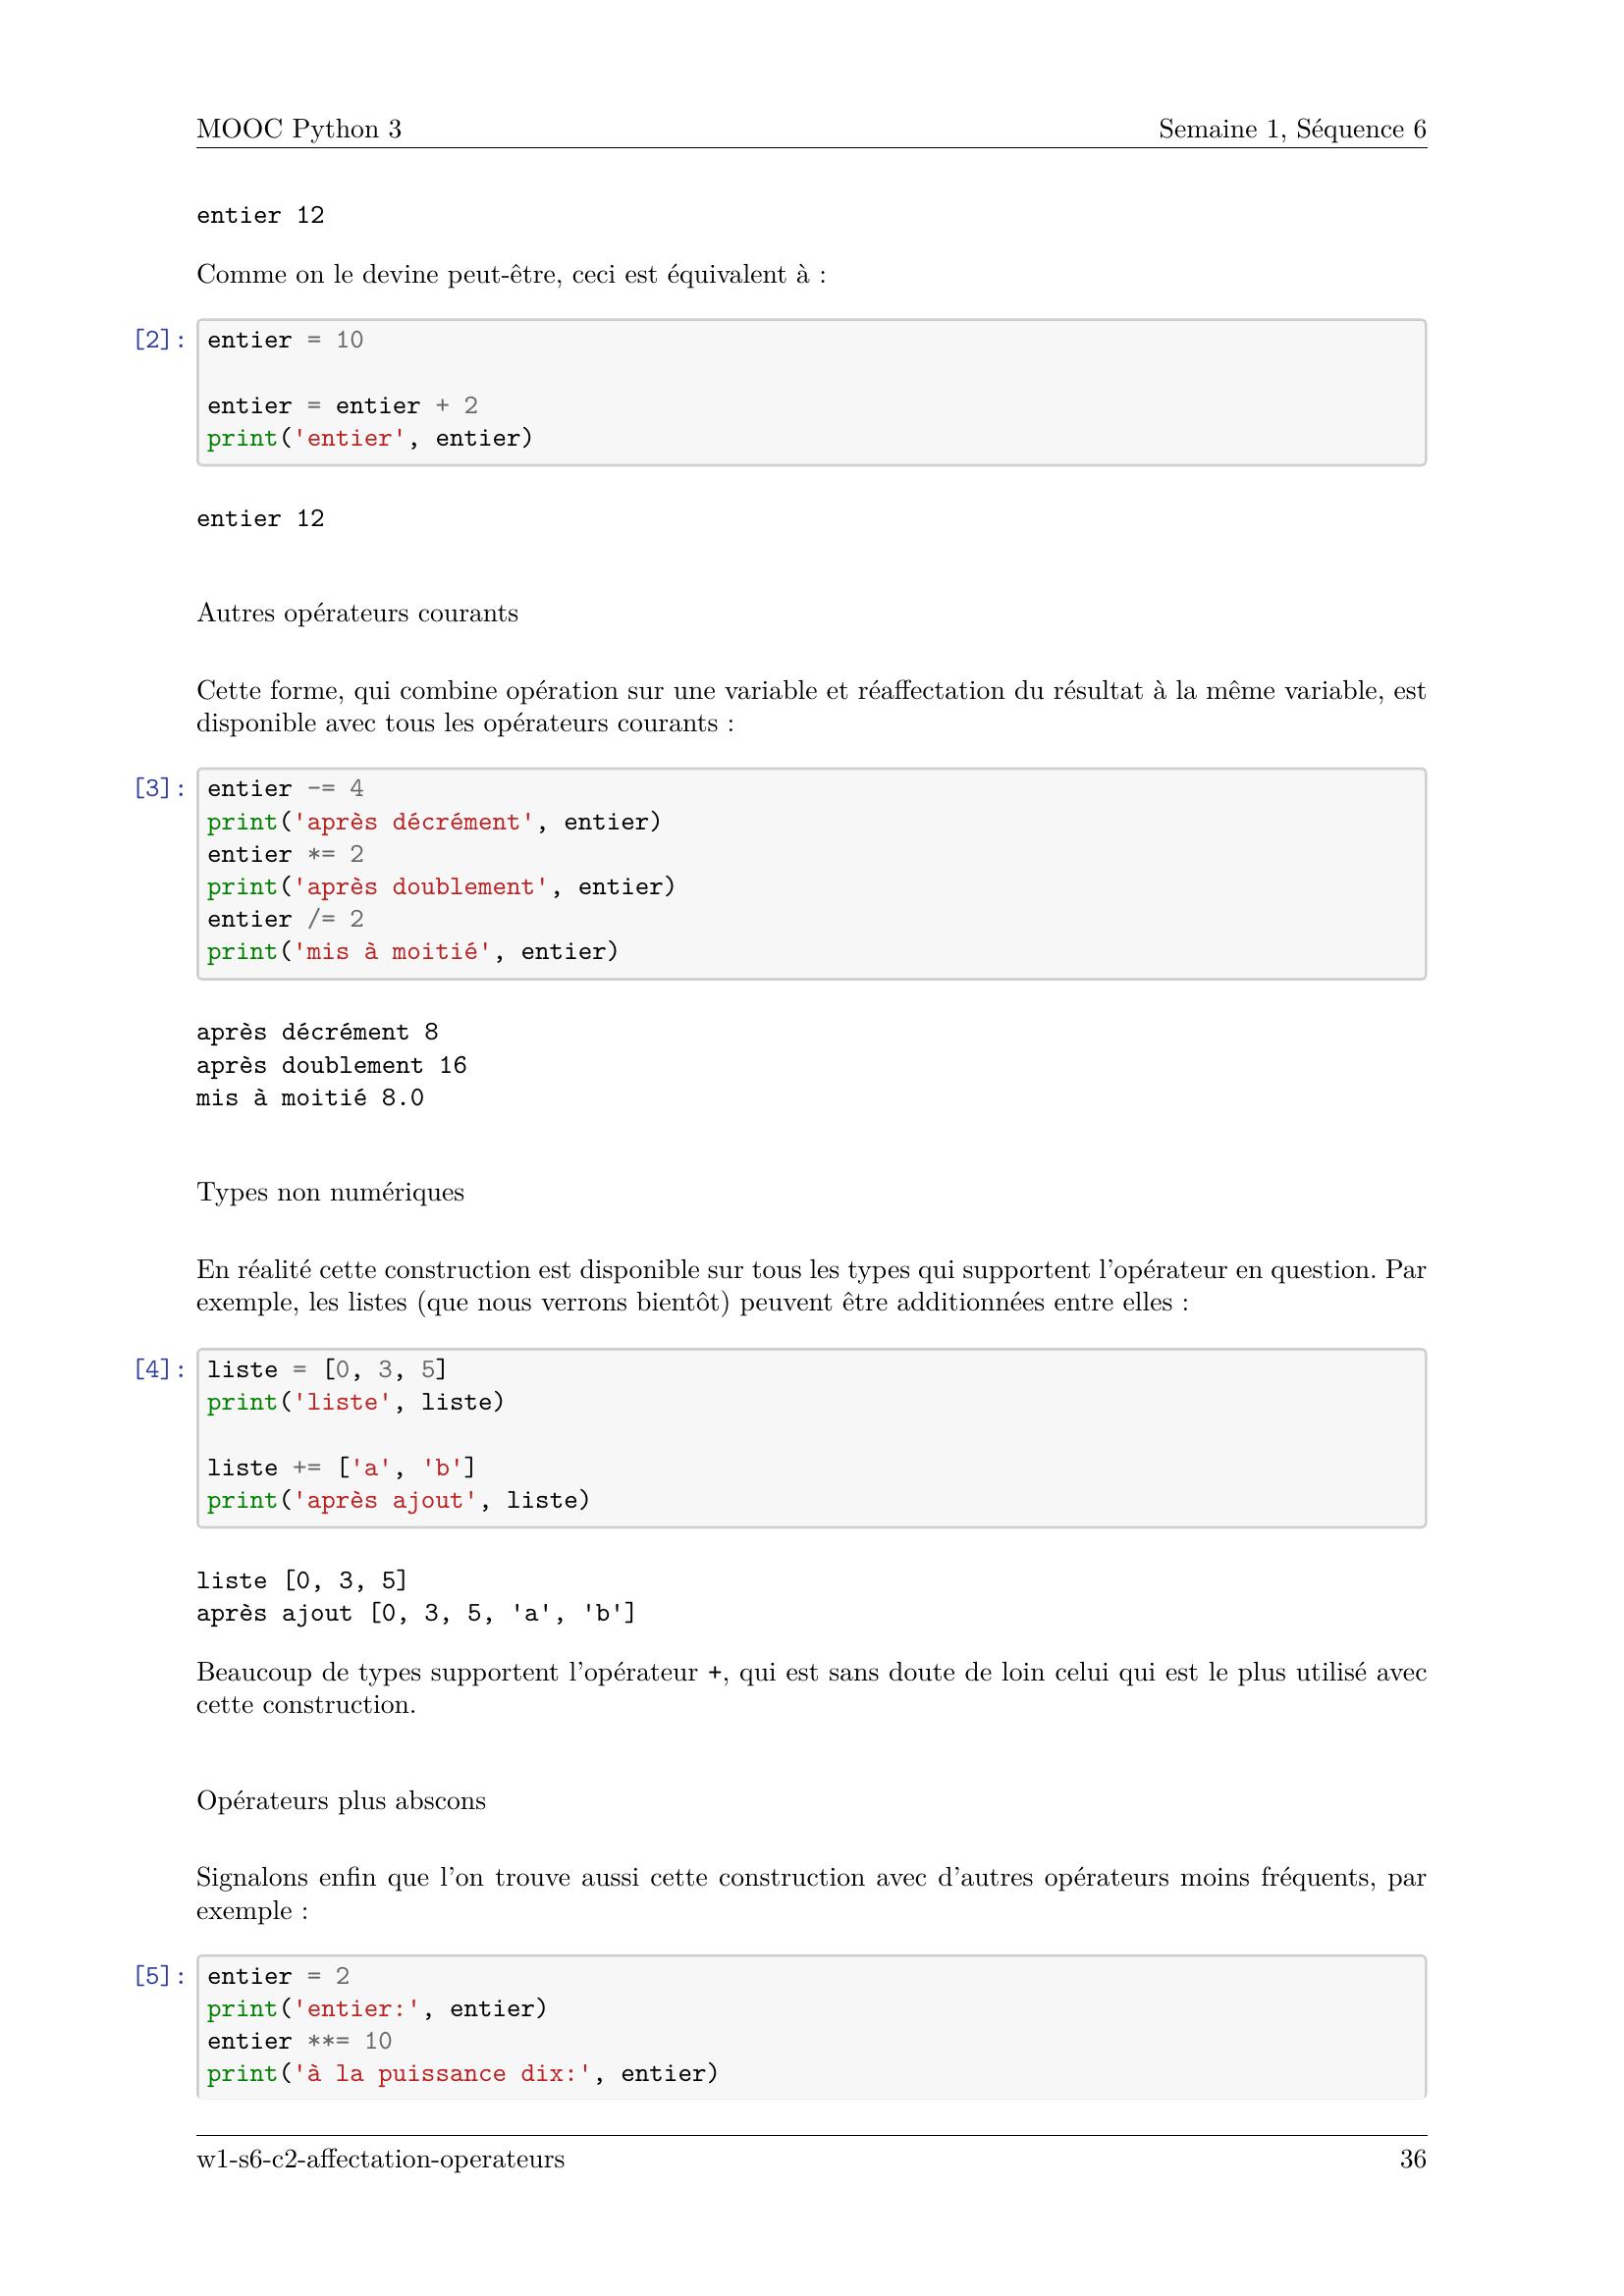 MOOC Python 3 Semaine 1, Séquence 6
entier 12
Comme on le devine peut-être, ceci est équivalent à :
[2]: entier = 10
entier = entier + 2
print('entier', entier)
entier 12
Autres opérateurs courants
Cette forme, qui combine opération sur une variable et réaffectation du résultat à la même variable, est
disponible avec tous les opérateurs courants :
[3]: entier -= 4
print('après décrément', entier)
entier *= 2
print('après doublement', entier)
entier /= 2
print('mis à moitié', entier)
après décrément 8
après doublement 16
mis à moitié 8.0
Types non numériques
En réalité cette construction est disponible sur tous les types qui supportent l'opérateur en question. Par
exemple, les listes (que nous verrons bientôt) peuvent être additionnées entre elles :
[4]: liste = [0, 3, 5]
print('liste', liste)
liste += ['a', 'b']
print('après ajout', liste)
liste [0, 3, 5]
après ajout [0, 3, 5, 'a', 'b']
Beaucoup de types supportent l'opérateur +, qui est sans doute de loin celui qui est le plus utilisé avec
cette construction.
Opérateurs plus abscons
Signalons enfin que l'on trouve aussi cette construction avec d'autres opérateurs moins fréquents, par
exemple :
[5]: entier = 2
print('entier:', entier)
entier **= 10
print('à la puissance dix:', entier)
w1-s6-c2-affectation-operateurs 36